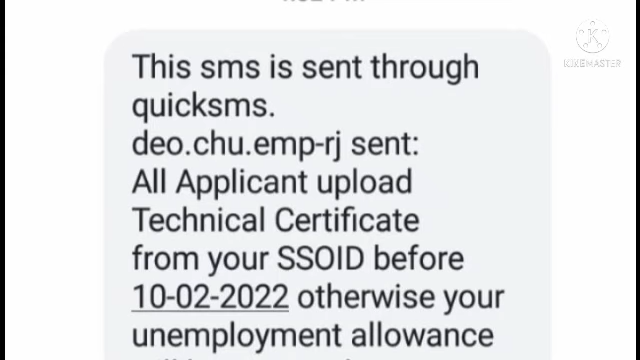 This sms is sent through
quicksms.
deo.chu.emp-rj sent:
All Applicant upload
Technical Certificate
from your SSOID before
10-02-2022 otherwise your
unemployment allowance
KINEMASTER